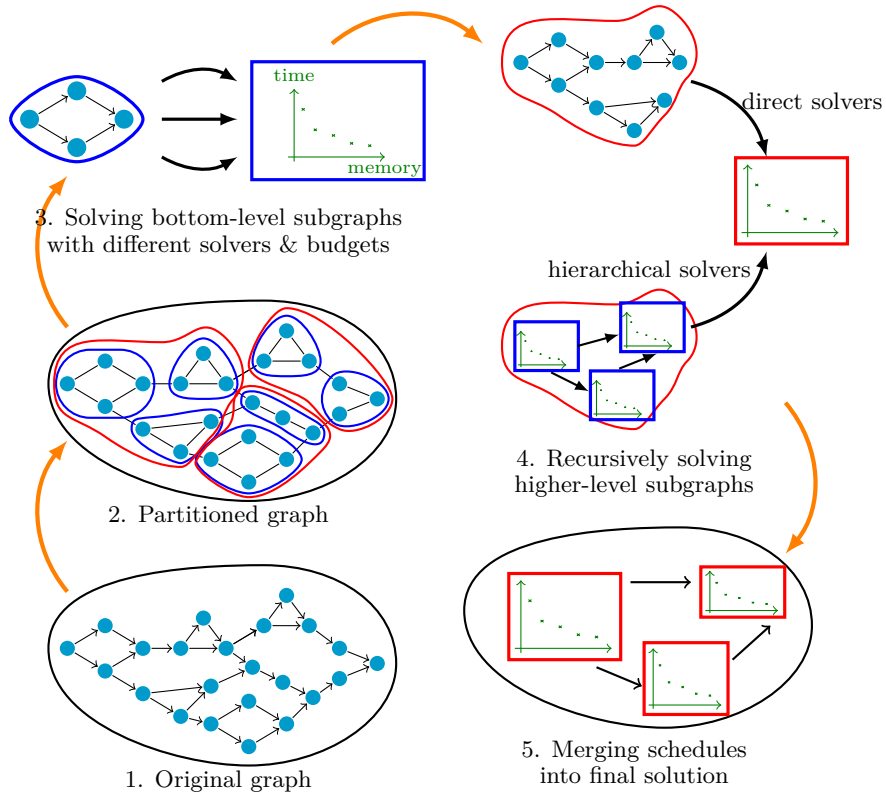 time
memory
3. Solving bottom-level subgraphs
with different solvers & budgets
direct solvers
hierarchical solvers
4. Recursively solving
higher-level subgraphs
2. Partitioned graph
1. Original graph
5. Merging schedules
into final solution